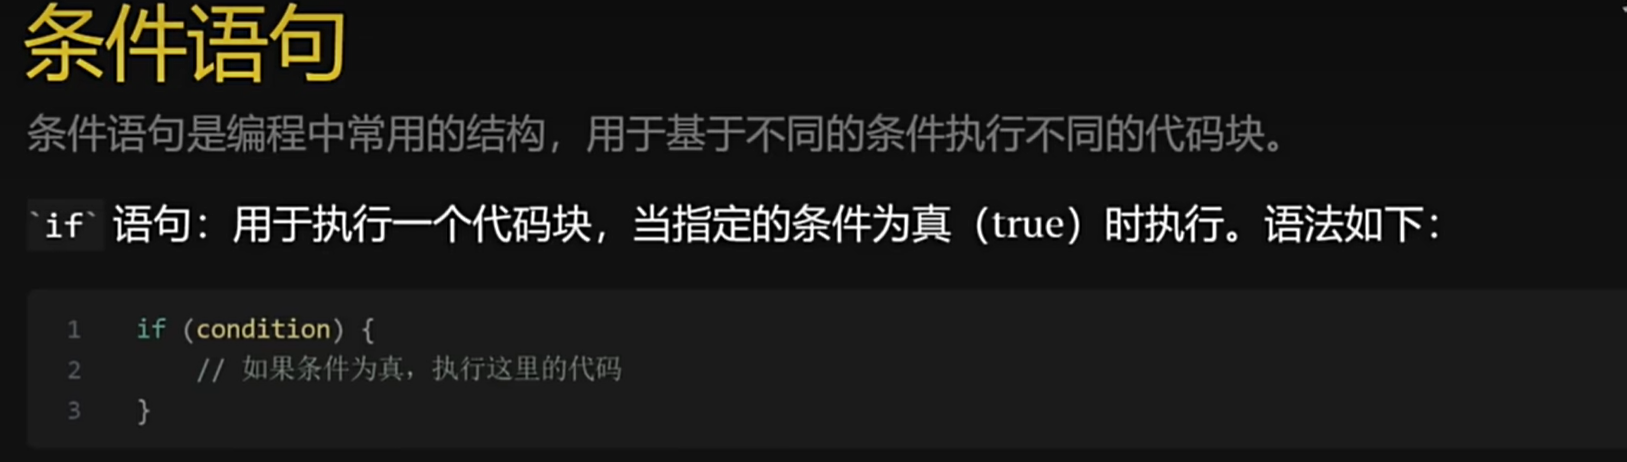 条件语句
条件语句是编程中常用的结构，用于基于不同的条件执行不同的代码块。
`if` 语句：用于执行一个代码块，当指定的条件为真（true）时执行。语法如下：
1 if (condition) {
2 // 如果条件为真，执行这里的代码
3 }